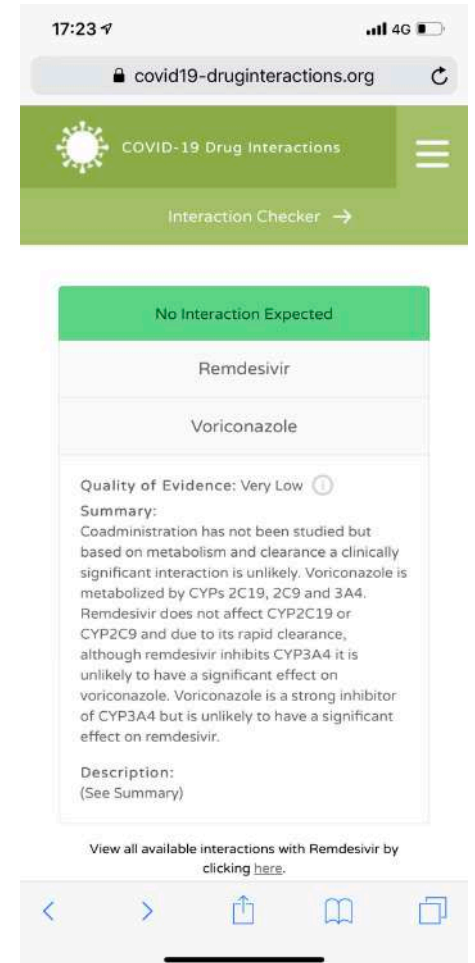 17:23
4G
covid19-druginteractions.org
COVID-19 Drug Interactions
Interaction Checker →
No Interaction Expected
Remdesivir
Voriconazole
Quality of Evidence: Very Low
Summary:
Coadministration has not been studied but
based on metabolism and clearance a clinically
significant interaction is unlikely. Voriconazole is
metabolized by CYPs 2C19, 2C9 and 3A4.
Remdesivir does not affect CYP2C19 or
CYP2C9 and due to its rapid clearance,
although remdesivir inhibits CYP3A4 it is
unlikely to have a significant effect on
voriconazole. Voriconazole is a strong inhibitor
of CYP3A4 but is unlikely to have a significant
effect on remdesivir.
Description:
(See Summary)
View all available interactions with Remdesivir by
clicking here.